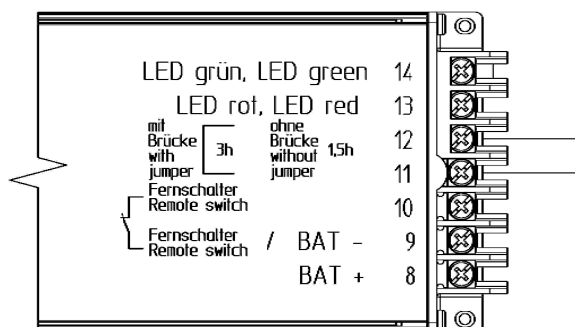 LED grün, LED green 14
LED rot, LED red 13
mit Brücke with jumper 3h ohne Brücke without jumper 1,5h 12
11
Fernschalter Remote switch 10
Fernschalter Remote switch / BAT - 9
BAT + 8